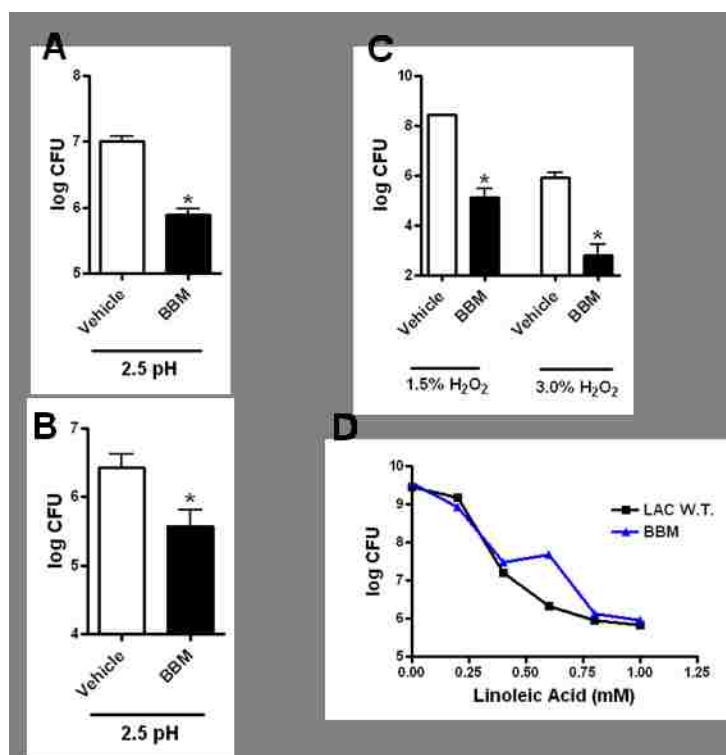 A
8
7
6
5
log CFU
Vehicle
BBM
*
2.5 pH
B
7
6
5
4
log CFU
Vehicle
BBM
*
2.5 pH
C
10
8
6
4
2
log CFU
*
*
Vehicle
BBM
Vehicle
BBM
1.5% H₂O₂
3.0% H₂O₂
D
10
9
8
7
6
5
log CFU
LAC W.T.
BBM
0.00 0.25 0.50 0.75 1.00 1.25
Linoleic Acid (mM)